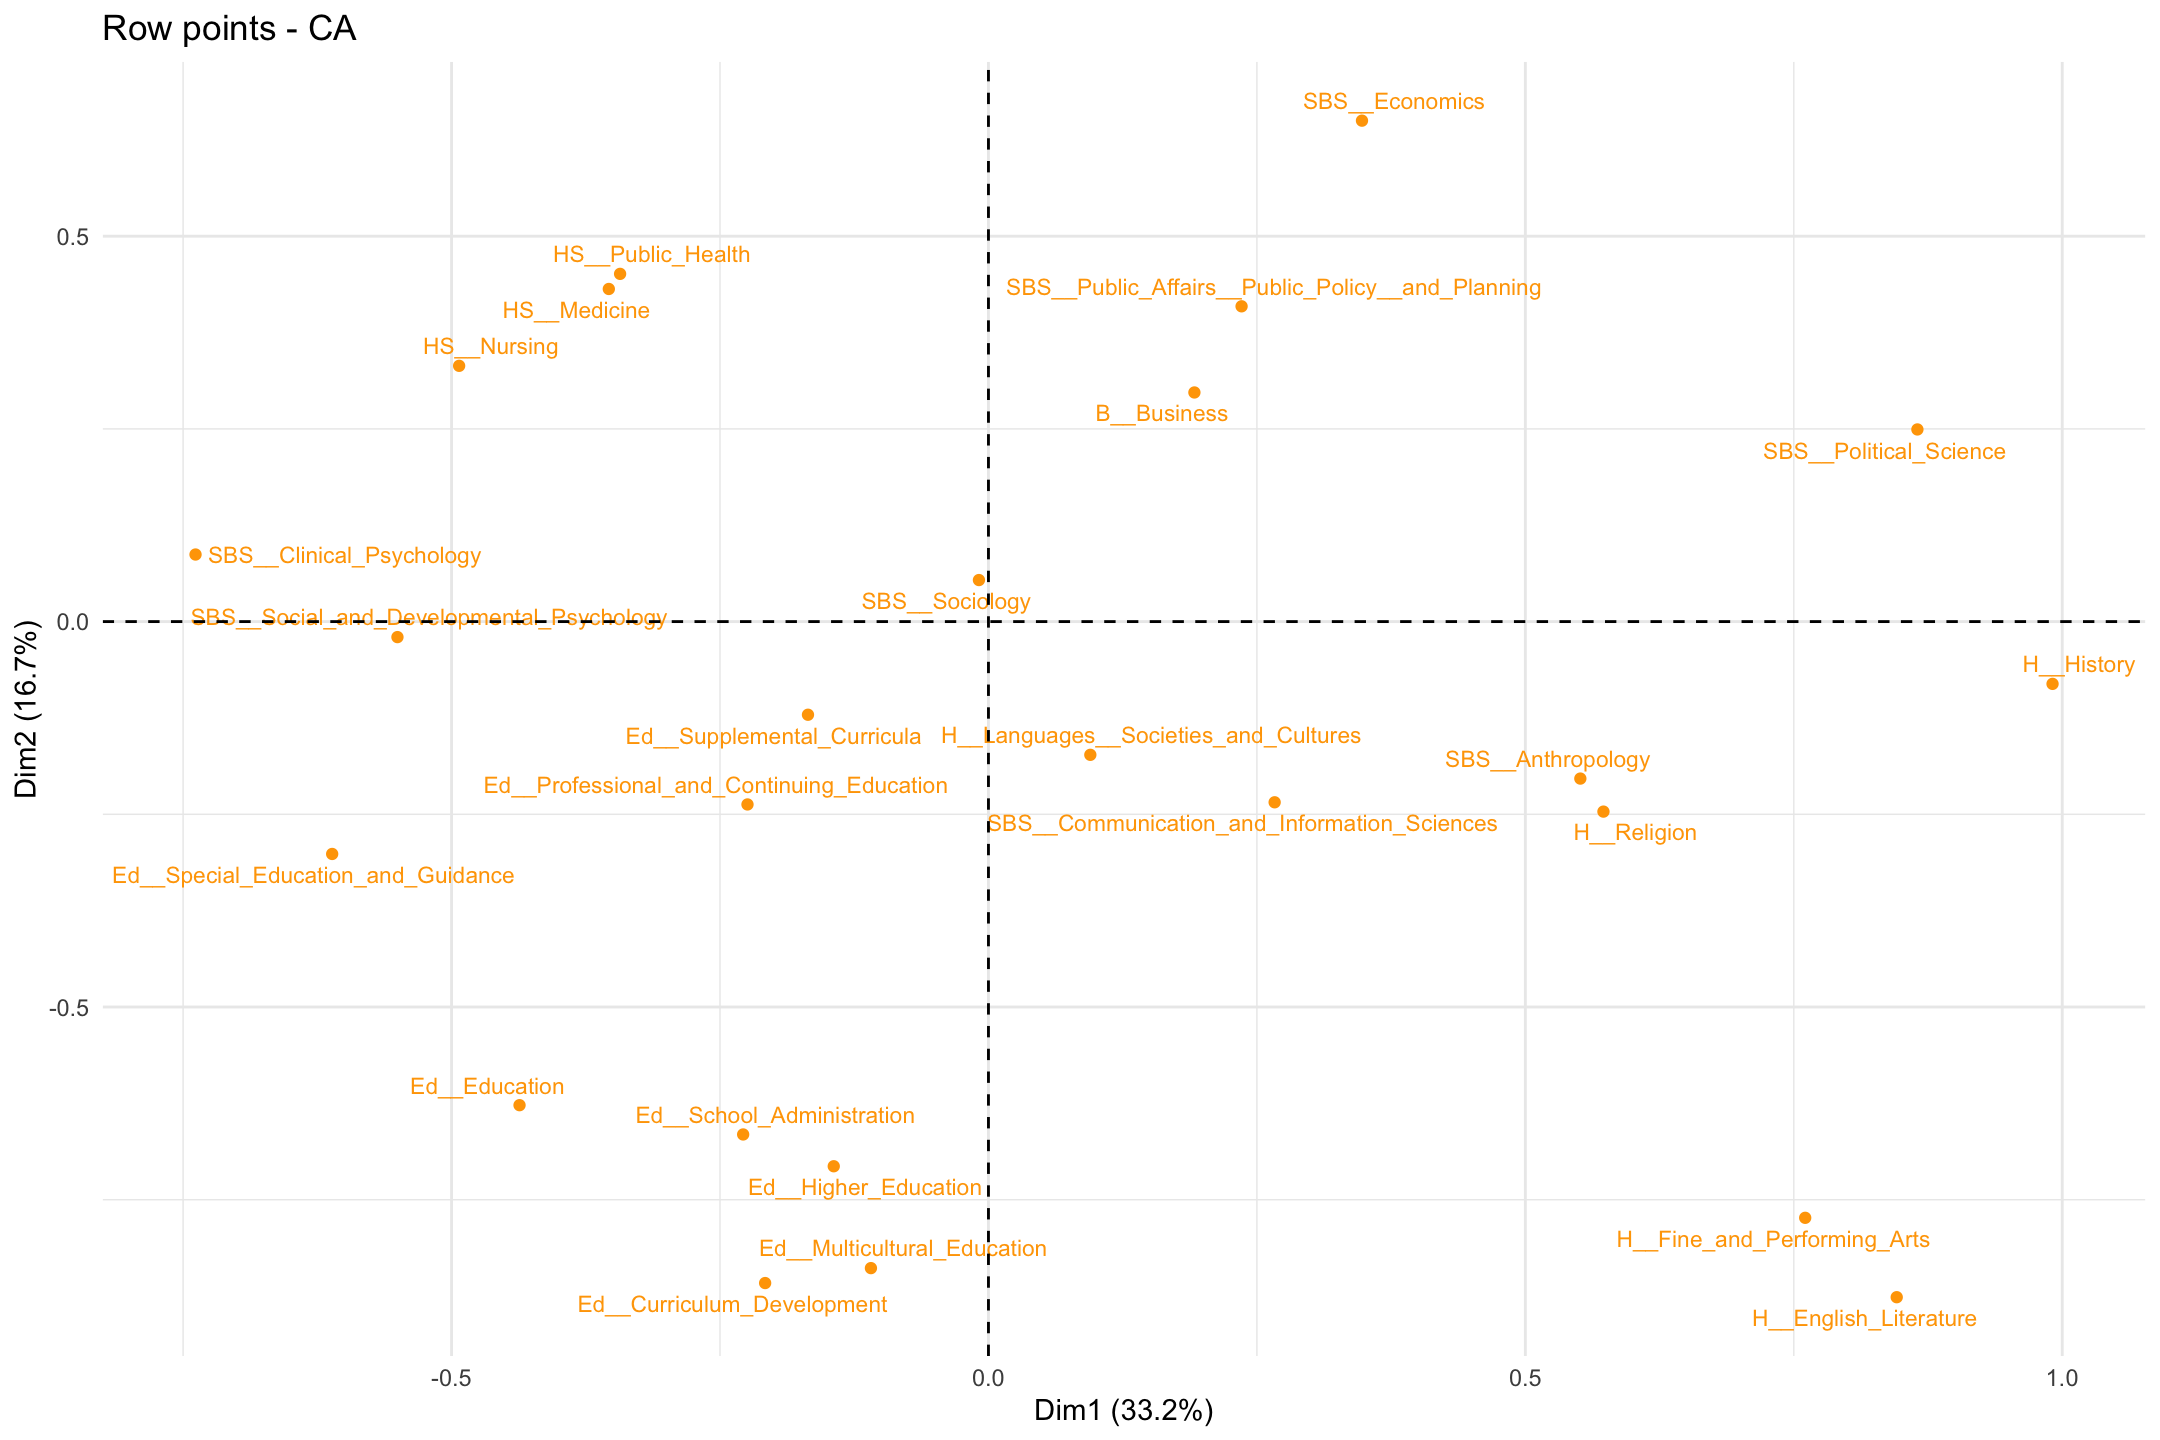 Row points - CA
SBS__Economics
0.5
HS__Public_Health
SBS__Public_Affairs__Public_Policy__and_Planning
HS__Medicine
HS__Nursing
B__Business
SBS__Political_Science
SBS__Clinical_Psychology
SBS__Sociology
SBS__Social_and_Developmental_Psychology
0.0
H__History
Ed__Supplemental_Curricula
H__Languages__Societies_and_Cultures
SBS__Anthropology
Ed__Professional_and_Continuing_Education
SBS__Communication_and_Information_Sciences
H__Religion
Ed__Special_Education_and_Guidance
Dim2 (16.7%)
-0.5
Ed__Education
Ed__School_Administration
Ed__Higher_Education
H__Fine_and_Performing_Arts
Ed__Multicultural_Education
Ed__Curriculum_Development
H__English_Literature
-0.5
0.0
0.5
1.0
Dim1 (33.2%)